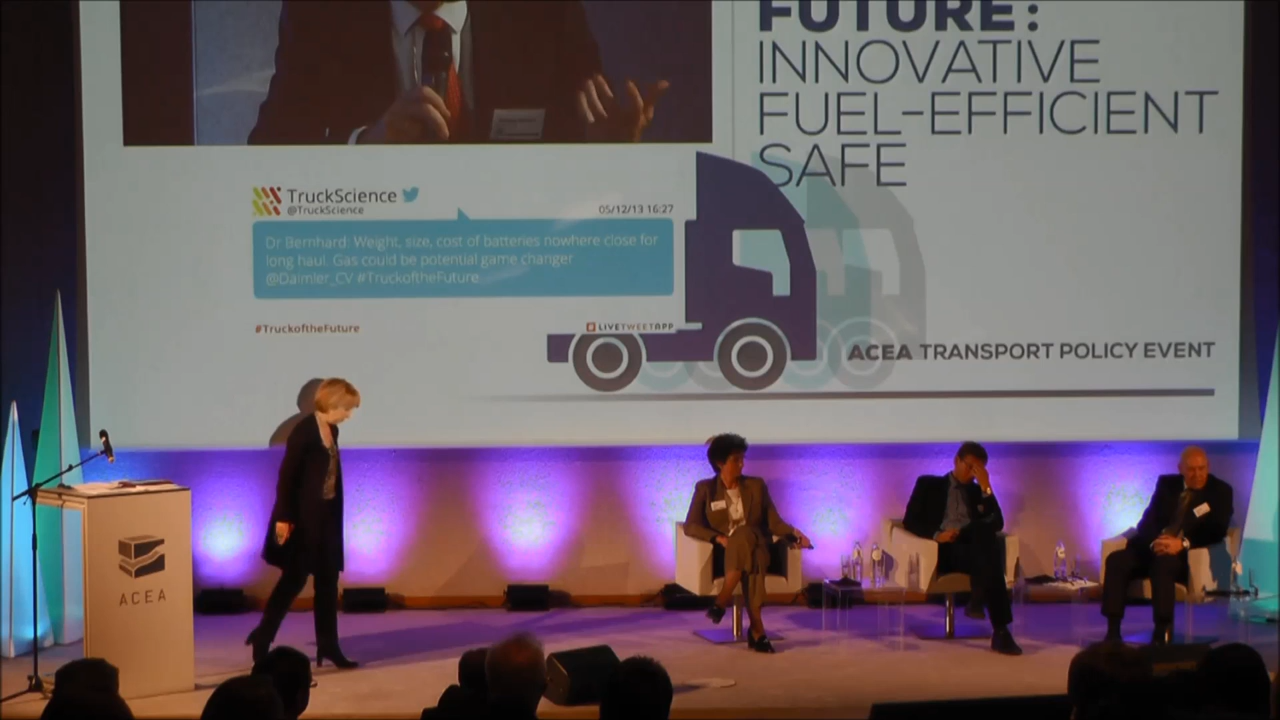 FUTURE:
INNOVATIVE
FUEL-EFFICIENT
SAFE
TruckScience
@TruckScience
05/12/13 16:27
Dr Bernhard: Weight, size, cost of batteries nowhere close for
long haul. Gas could be potential game changer
@Daimler_CV #TruckoftheFuture
#TruckoftheFuture
LIVETWEETAPP
ACEA TRANSPORT POLICY EVENT
ACEA